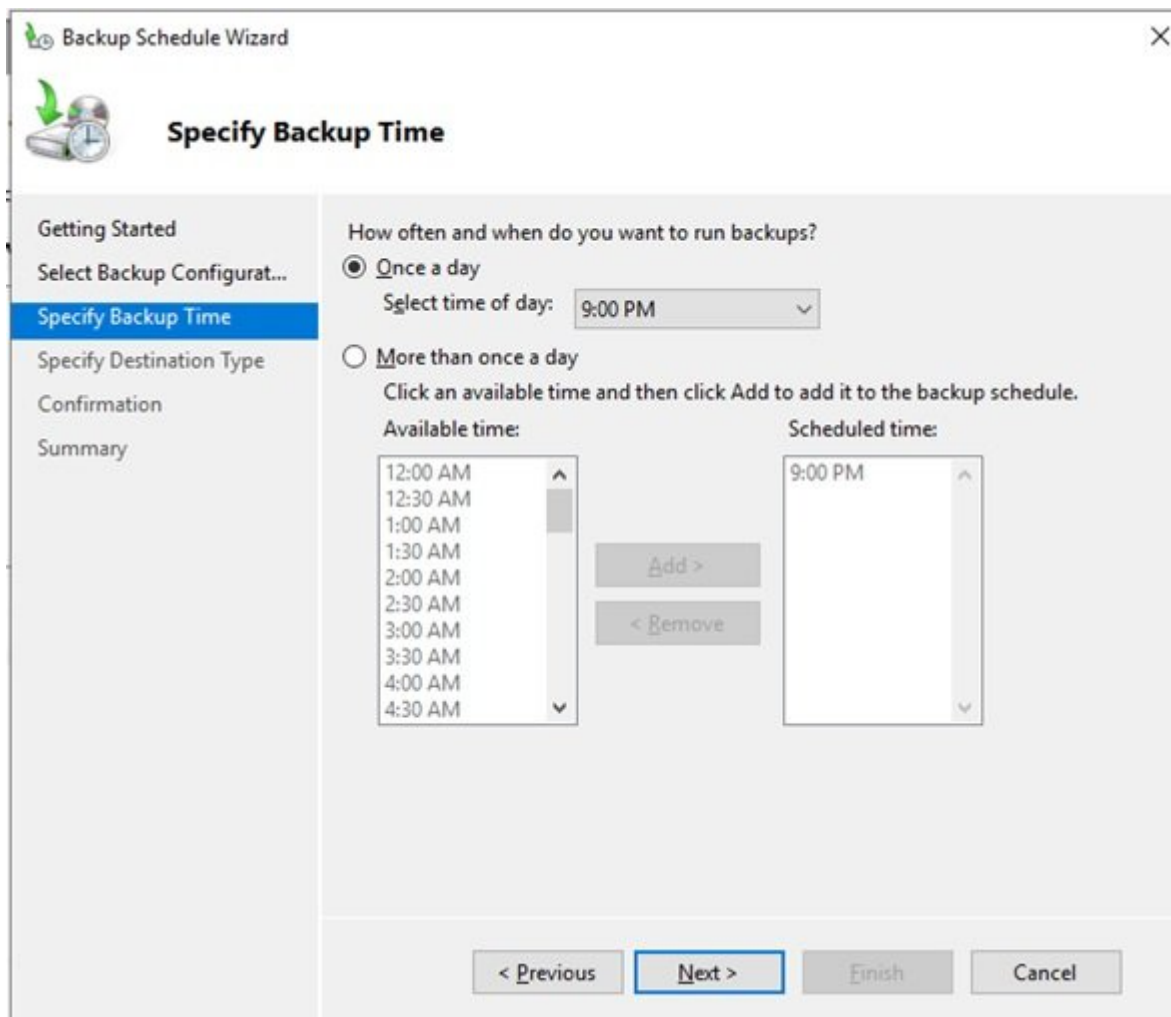 Backup Schedule Wizard
Specify Backup Time
Getting Started
Select Backup Configurat...
Specify Backup Time
Specify Destination Type
Confirmation
Summary
How often and when do you want to run backups?
Once a day
Select time of day:
9:00 PM
More than once a day
Click an available time and then click Add to add it to the backup schedule.
Available time:
12:00 AM
12:30 AM
1:00 AM
1:30 AM
2:00 AM
2:30 AM
3:00 AM
3:30 AM
4:00 AM
4:30 AM
Add >
< Remove
Scheduled time:
9:00 PM
< Previous
Next >
Finish
Cancel